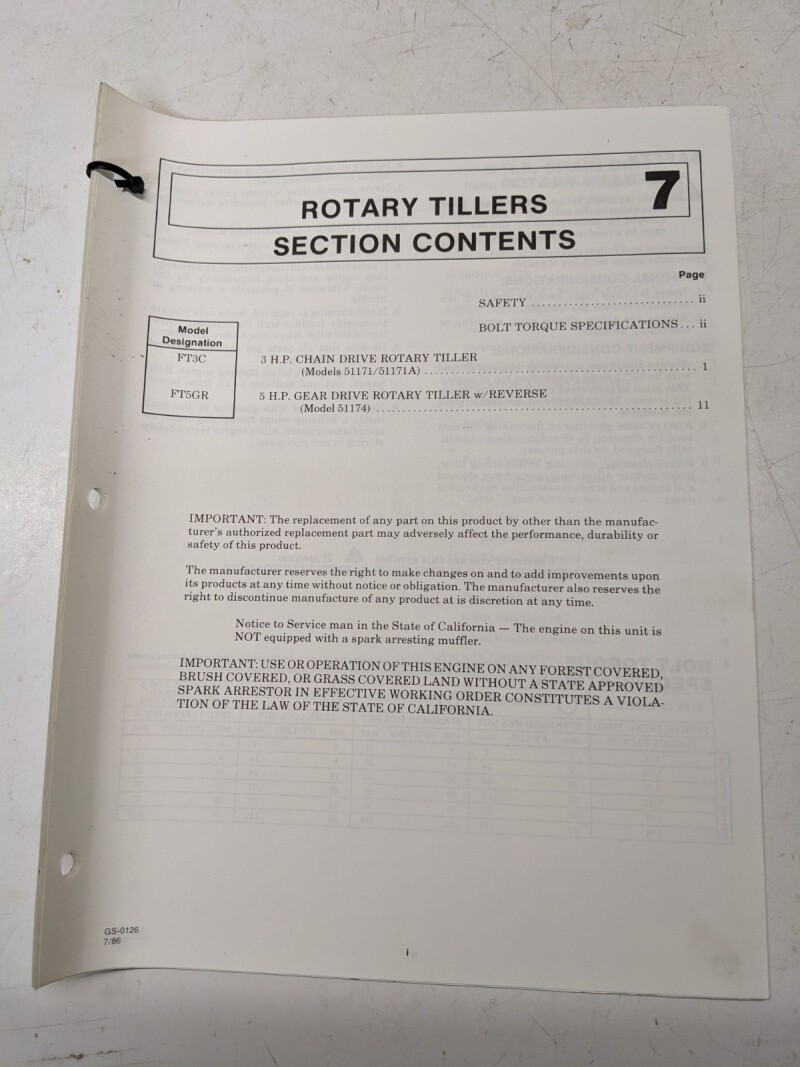 7
ROTARY TILLERS
SECTION CONTENTS
Page
SAFETY .............................. ii
BOLT TORQUE SPECIFICATIONS... ii
Model
Designation
FT3C 3 H.P. CHAIN DRIVE ROTARY TILLER
(Models 51171/51171A) .................................................... 1
FT5GR 5 H.P. GEAR DRIVE ROTARY TILLER w/REVERSE
(Model 51174) ............................................................ 11
IMPORTANT: The replacement of any part on this product by other than the manufac-
turer's authorized replacement part may adversely affect the performance, durability or
safety of this product.
The manufacturer reserves the right to make changes on and to add improvements upon
its products at any time without notice or obligation. The manufacturer also reserves the
right to discontinue manufacture of any product at is discretion at any time.
Notice to Service man in the State of California — The engine on this unit is
NOT equipped with a spark arresting muffler.
IMPORTANT: USE OR OPERATION OF THIS ENGINE ON ANY FOREST COVERED,
BRUSH COVERED, OR GRASS COVERED LAND WITHOUT A STATE APPROVED
SPARK ARRESTOR IN EFFECTIVE WORKING ORDER CONSTITUTES A VIOLA-
TION OF THE LAW OF THE STATE OF CALIFORNIA.
GS-0126
7/86
i